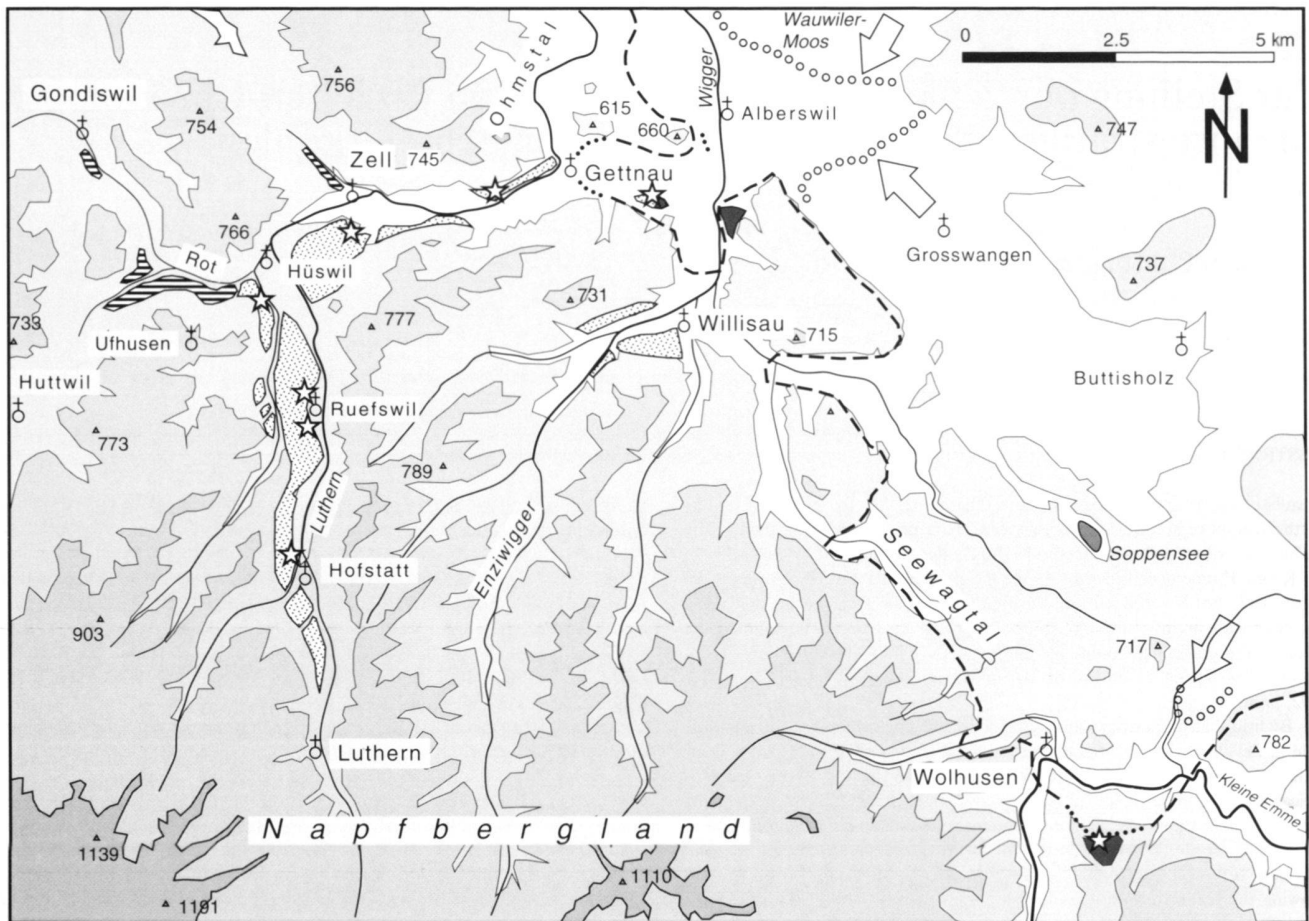 Wauwiler-
Moos
0 2.5 5 km
N
Wigger
Ohmstal
756
Gondiswil
754
615
660
Alberswil
747
Zell
745
Gettnau
766
Rot
Hüswil
Grosswangen
737
733
Ufhusen
777
731
Willisau
715
Huttwil
Buttisholz
Ruefswil
773
789
Luthern
Enziwigger
Seewagtal
Soppensee
Hofstatt
903
717
Luthern
782
Wolhusen
Kleine Emme
Napfbergland
1139
1110
1191